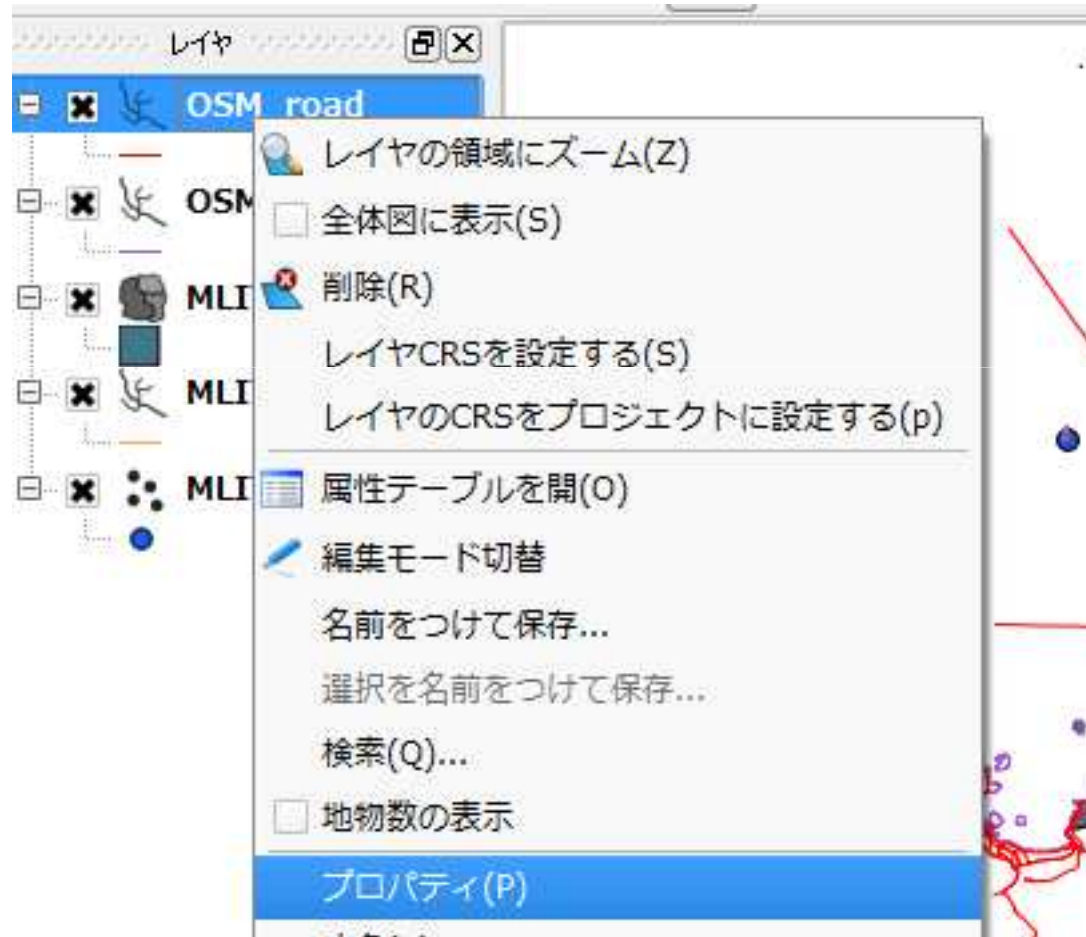 レイヤ
OSM_road
OSM
MLI
MLI
MLI
レイヤの領域にズーム(Z)
全体図に表示(S)
削除(R)
レイヤCRSを設定する(S)
レイヤのCRSをプロジェクトに設定する(p)
属性テーブルを開(O)
編集モード切替
名前をつけて保存...
選択を名前をつけて保存...
検索(Q)...
地物数の表示
プロパティ(P)